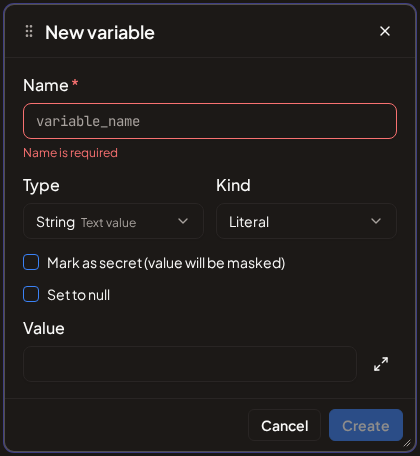 New variable
Name *
variable_name
Name is required
Type Kind
String Text value Literal
Mark as secret (value will be masked)
Set to null
Value
Cancel Create